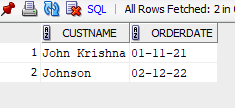 SQL | All Rows Fetched: 2 in
CUSTNAME ORDERDATE
1 John Krishna 01-11-21
2 Johnson 02-12-22